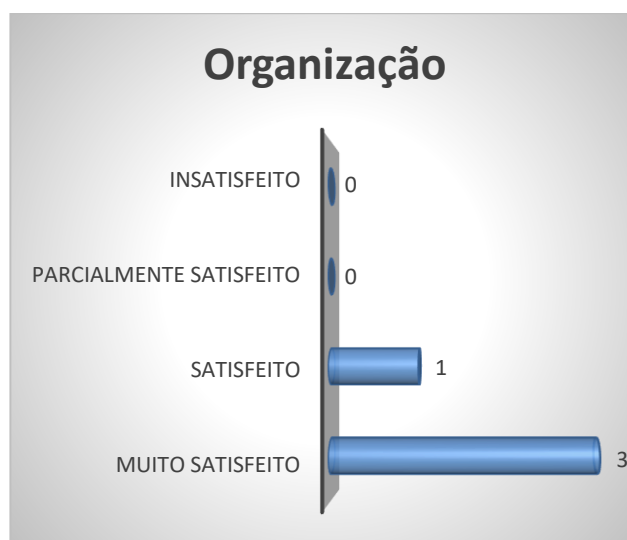 Organização
INSATISFEITO 0
PARCIALMENTE SATISFEITO 0
SATISFEITO 1
MUITO SATISFEITO 3